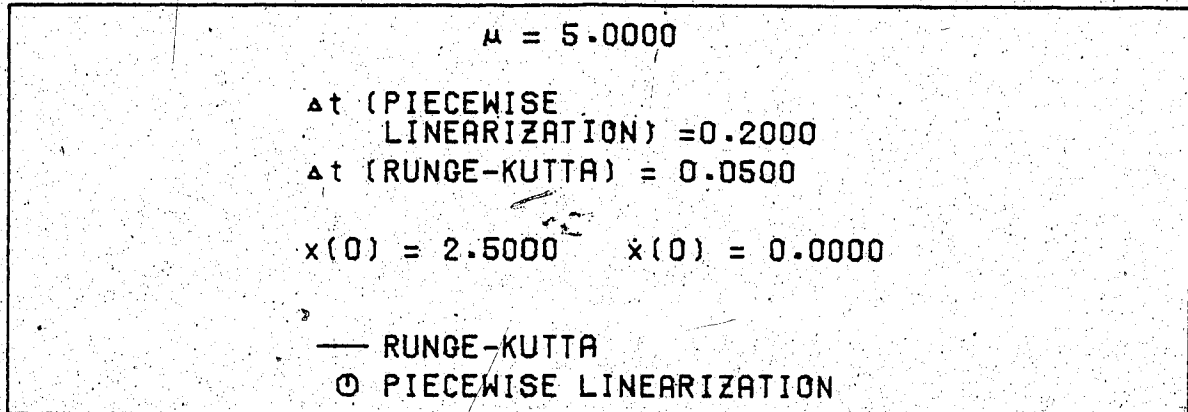 μ = 5.0000
Δt (PIECEWISE
LINEARIZATION) =0.2000
Δt (RUNGE-KUTTA) = 0.0500
x(0) = 2.5000 ẋ(0) = 0.0000
— RUNGE-KUTTA
⊙ PIECEWISE LINEARIZATION